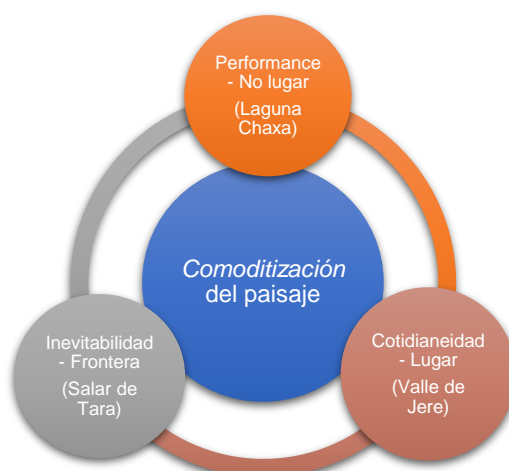 Performance
- No lugar
(Laguna
Chaxa)
Comoditización
del paisaje
Inevitabilidad
- Frontera
(Salar de
Tara)
Cotidianeidad
- Lugar
(Valle de
Jere)